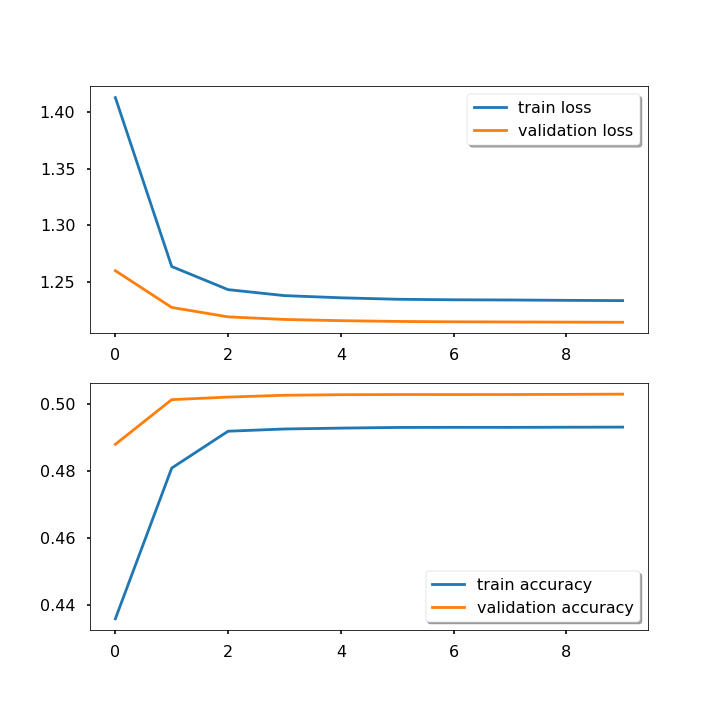 1.40
1.35
1.30
1.25
train loss
validation loss
0 2 4 6 8
0.50
0.48
0.46
0.44
train accuracy
validation accuracy
0 2 4 6 8